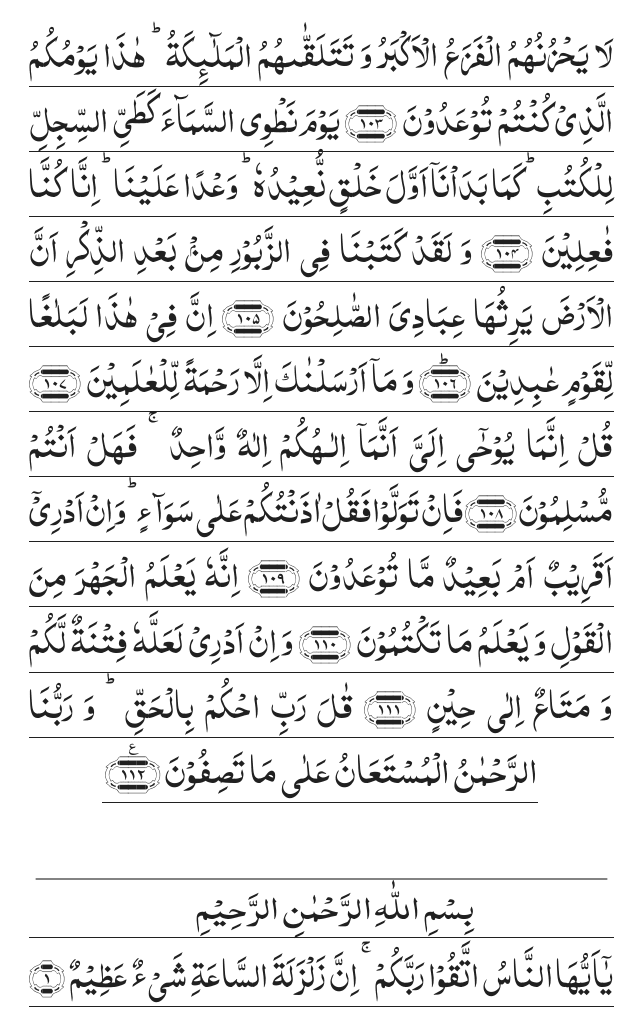 لَا یَحْزُنُهُمُ الْفَزَعُ الْاَكْبَرُ وَ تَتَلَقّٰىهُمُ الْمَلٰٓىِٕكَةُ ؕ هٰذَا یَوْمُكُمُ
الَّذِیْ كُنْتُمْ تُوْعَدُوْنَ ﴿۱۰۳﴾ یَوْمَ نَطْوِی السَّمَآءَ كَطَیِّ السِّجِلِّ
لِلْكُتُبِ ؕ كَمَا بَدَاْنَاۤ اَوَّلَ خَلْقٍ نُّعِیْدُهٗ ؕ وَعْدًا عَلَیْنَا ؕ اِنَّا كُنَّا
فٰعِلِیْنَ ﴿۱۰۴﴾ وَ لَقَدْ كَتَبْنَا فِی الزَّبُوْرِ مِنْۢ بَعْدِ الذِّكْرِ اَنَّ
الْاَرْضَ یَرِثُهَا عِبَادِیَ الصّٰلِحُوْنَ ﴿۱۰۵﴾ اِنَّ فِیْ هٰذَا لَبَلٰغًا
لِّقَوْمٍ عٰبِدِیْنَ ﴿۱۰۶﴾ؕ وَ مَاۤ اَرْسَلْنٰكَ اِلَّا رَحْمَةً لِّلْعٰلَمِیْنَ ﴿۱۰۷﴾
قُلْ اِنَّمَا یُوْحٰۤی اِلَیَّ اَنَّمَاۤ اِلٰهُكُمْ اِلٰهٌ وَّاحِدٌ ۚ فَهَلْ اَنْتُمْ
مُّسْلِمُوْنَ ﴿۱۰۸﴾ فَاِنْ تَوَلَّوْا فَقُلْ اٰذَنْتُكُمْ عَلٰی سَوَآءٍ ؕ وَ اِنْ اَدْرِیْۤ
اَقَرِیْبٌ اَمْ بَعِیْدٌ مَّا تُوْعَدُوْنَ ﴿۱۰۹﴾ اِنَّهٗ یَعْلَمُ الْجَهْرَ مِنَ
الْقَوْلِ وَ یَعْلَمُ مَا تَكْتُمُوْنَ ﴿۱۱۰﴾ وَ اِنْ اَدْرِیْ لَعَلَّهٗ فِتْنَةٌ لَّكُمْ
وَ مَتَاعٌ اِلٰی حِیْنٍ ﴿۱۱۱﴾ قٰلَ رَبِّ احْكُمْ بِالْحَقِّ ؕ وَ رَبُّنَا
الرَّحْمٰنُ الْمُسْتَعَانُ عَلٰی مَا تَصِفُوْنَ ﴿۱۱۲﴾ ع
بِسْمِ اللّٰهِ الرَّحْمٰنِ الرَّحِیْمِ
یٰۤاَیُّهَا النَّاسُ اتَّقُوْا رَبَّكُمْ ۚ اِنَّ زَلْزَلَةَ السَّاعَةِ شَیْءٌ عَظِیْمٌ ﴿۱﴾